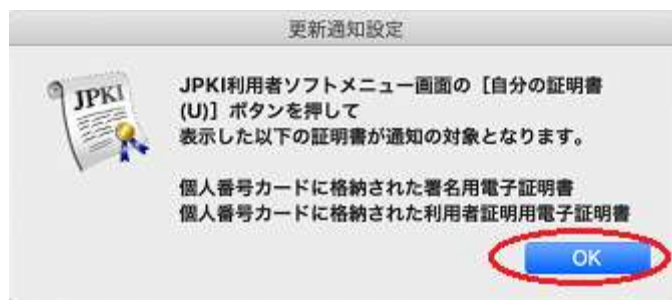 更新通知設定
JPKI
JPKI利用者ソフトメニュー画面の［自分の証明書
(U)］ボタンを押して
表示した以下の証明書が通知の対象となります。
個人番号カードに格納された署名用電子証明書
個人番号カードに格納された利用者証明用電子証明書
OK